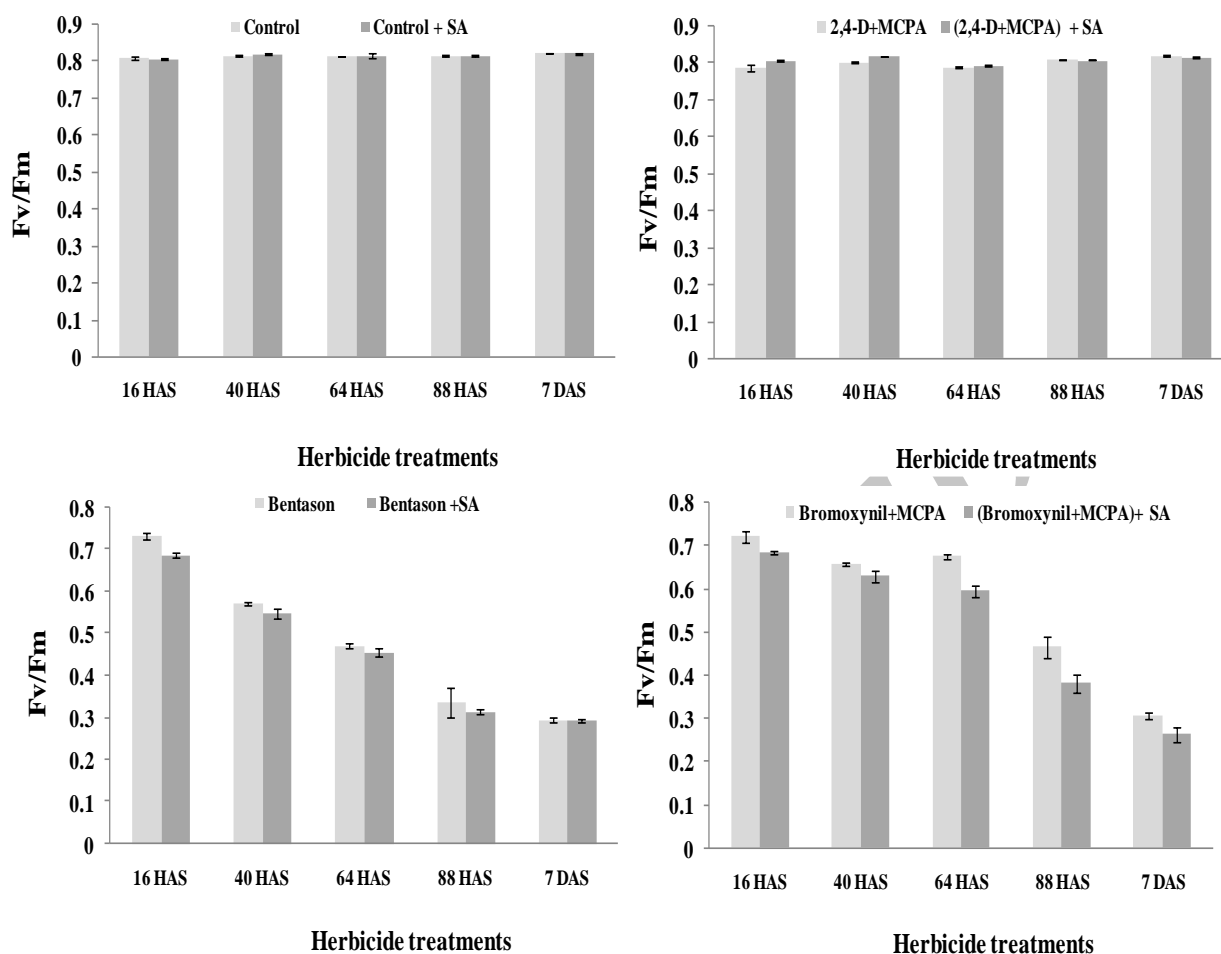 Control Control + SA
Fv/Fm
0.9
0.8
0.7
0.6
0.5
0.4
0.3
0.2
0.1
0
16 HAS 40 HAS 64 HAS 88 HAS 7 DAS
Herbicide treatments
2,4-D+MCPA (2,4-D+MCPA) + SA
Fv/Fm
0.9
0.8
0.7
0.6
0.5
0.4
0.3
0.2
0.1
0
16 HAS 40 HAS 64 HAS 88 HAS 7 DAS
Herbicide treatments
Bentason Bentason +SA
Fv/Fm
0.8
0.7
0.6
0.5
0.4
0.3
0.2
0.1
0
16 HAS 40 HAS 64 HAS 88 HAS 7 DAS
Herbicide treatments
Bromoxynil+MCPA (Bromoxynil+MCPA)+ SA
Fv/Fm
0.8
0.7
0.6
0.5
0.4
0.3
0.2
0.1
0
16 HAS 40 HAS 64 HAS 88 HAS 7 DAS
Herbicide treatments